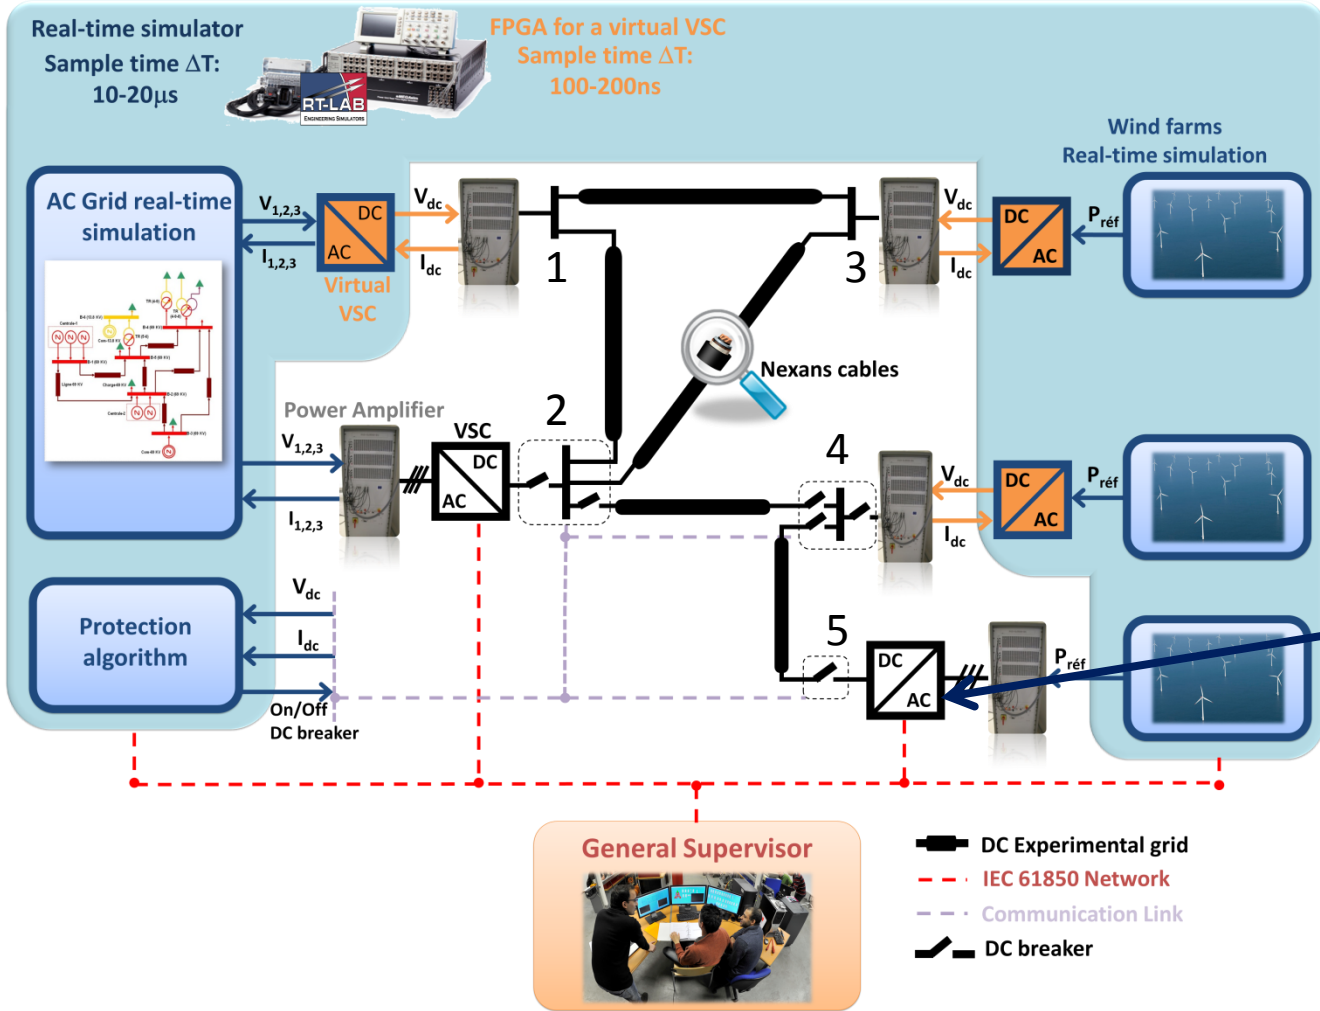 Real-time simulator
Sample time ΔT:
10-20µs
RT-LAB
ENGINEERING SIMULATORS
FPGA for a virtual VSC
Sample time ΔT:
100-200ns
Wind farms
Real-time simulation
AC Grid real-time
simulation
V1,2,3
I1,2,3
DC
AC
Virtual
VSC
Vdc
Idc
1
3
Vdc
Idc
DC
AC
Préf
Nexans cables
Power Amplifier
V1,2,3
I1,2,3
VSC
DC
AC
2
4
Vdc
Idc
DC
AC
Préf
Protection
algorithm
Vdc
Idc
On/Off
DC breaker
5
DC
AC
Préf
General Supervisor
DC Experimental grid
IEC 61850 Network
Communication Link
DC breaker